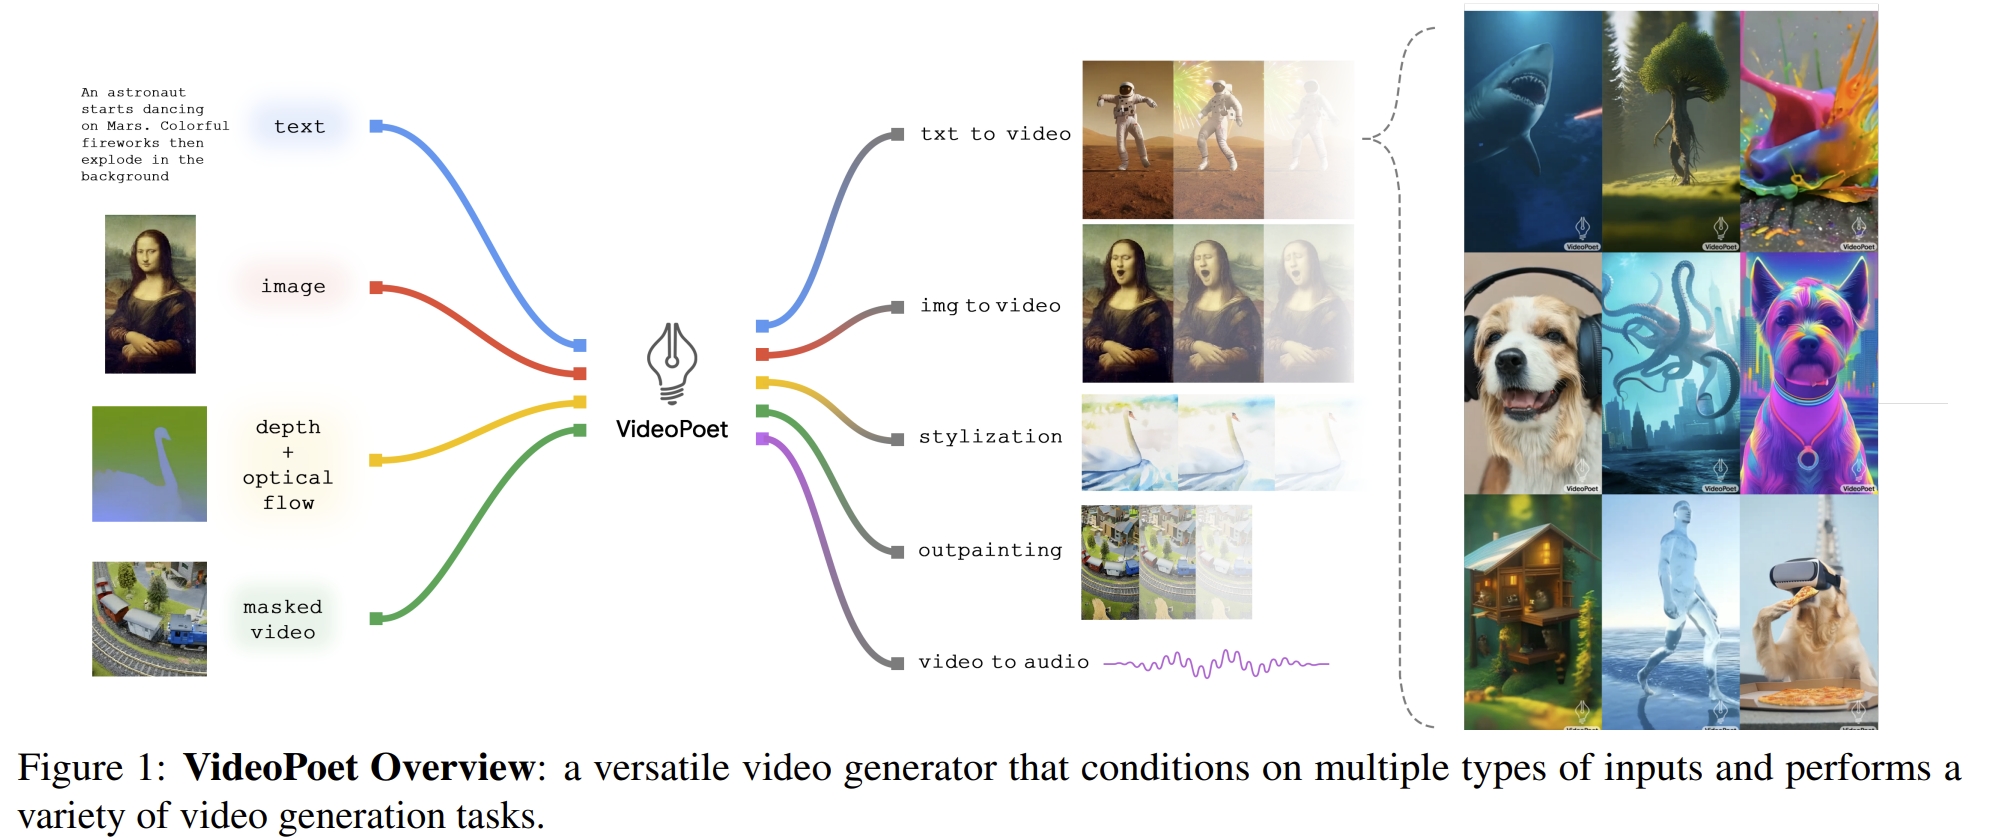 An astronaut
starts dancing
on Mars. Colorful
fireworks then
explode in the
background
text
image
depth
+
optical
flow
masked
video
VideoPoet
txt to video
img to video
stylization
outpainting
video to audio
VideoPoet
VideoPoet
VideoPoet
VideoPoet
VideoPoet
VideoPoet
VideoPoet
VideoPoet
VideoPoet
Figure 1: VideoPoet Overview: a versatile video generator that conditions on multiple types of inputs and performs a
variety of video generation tasks.